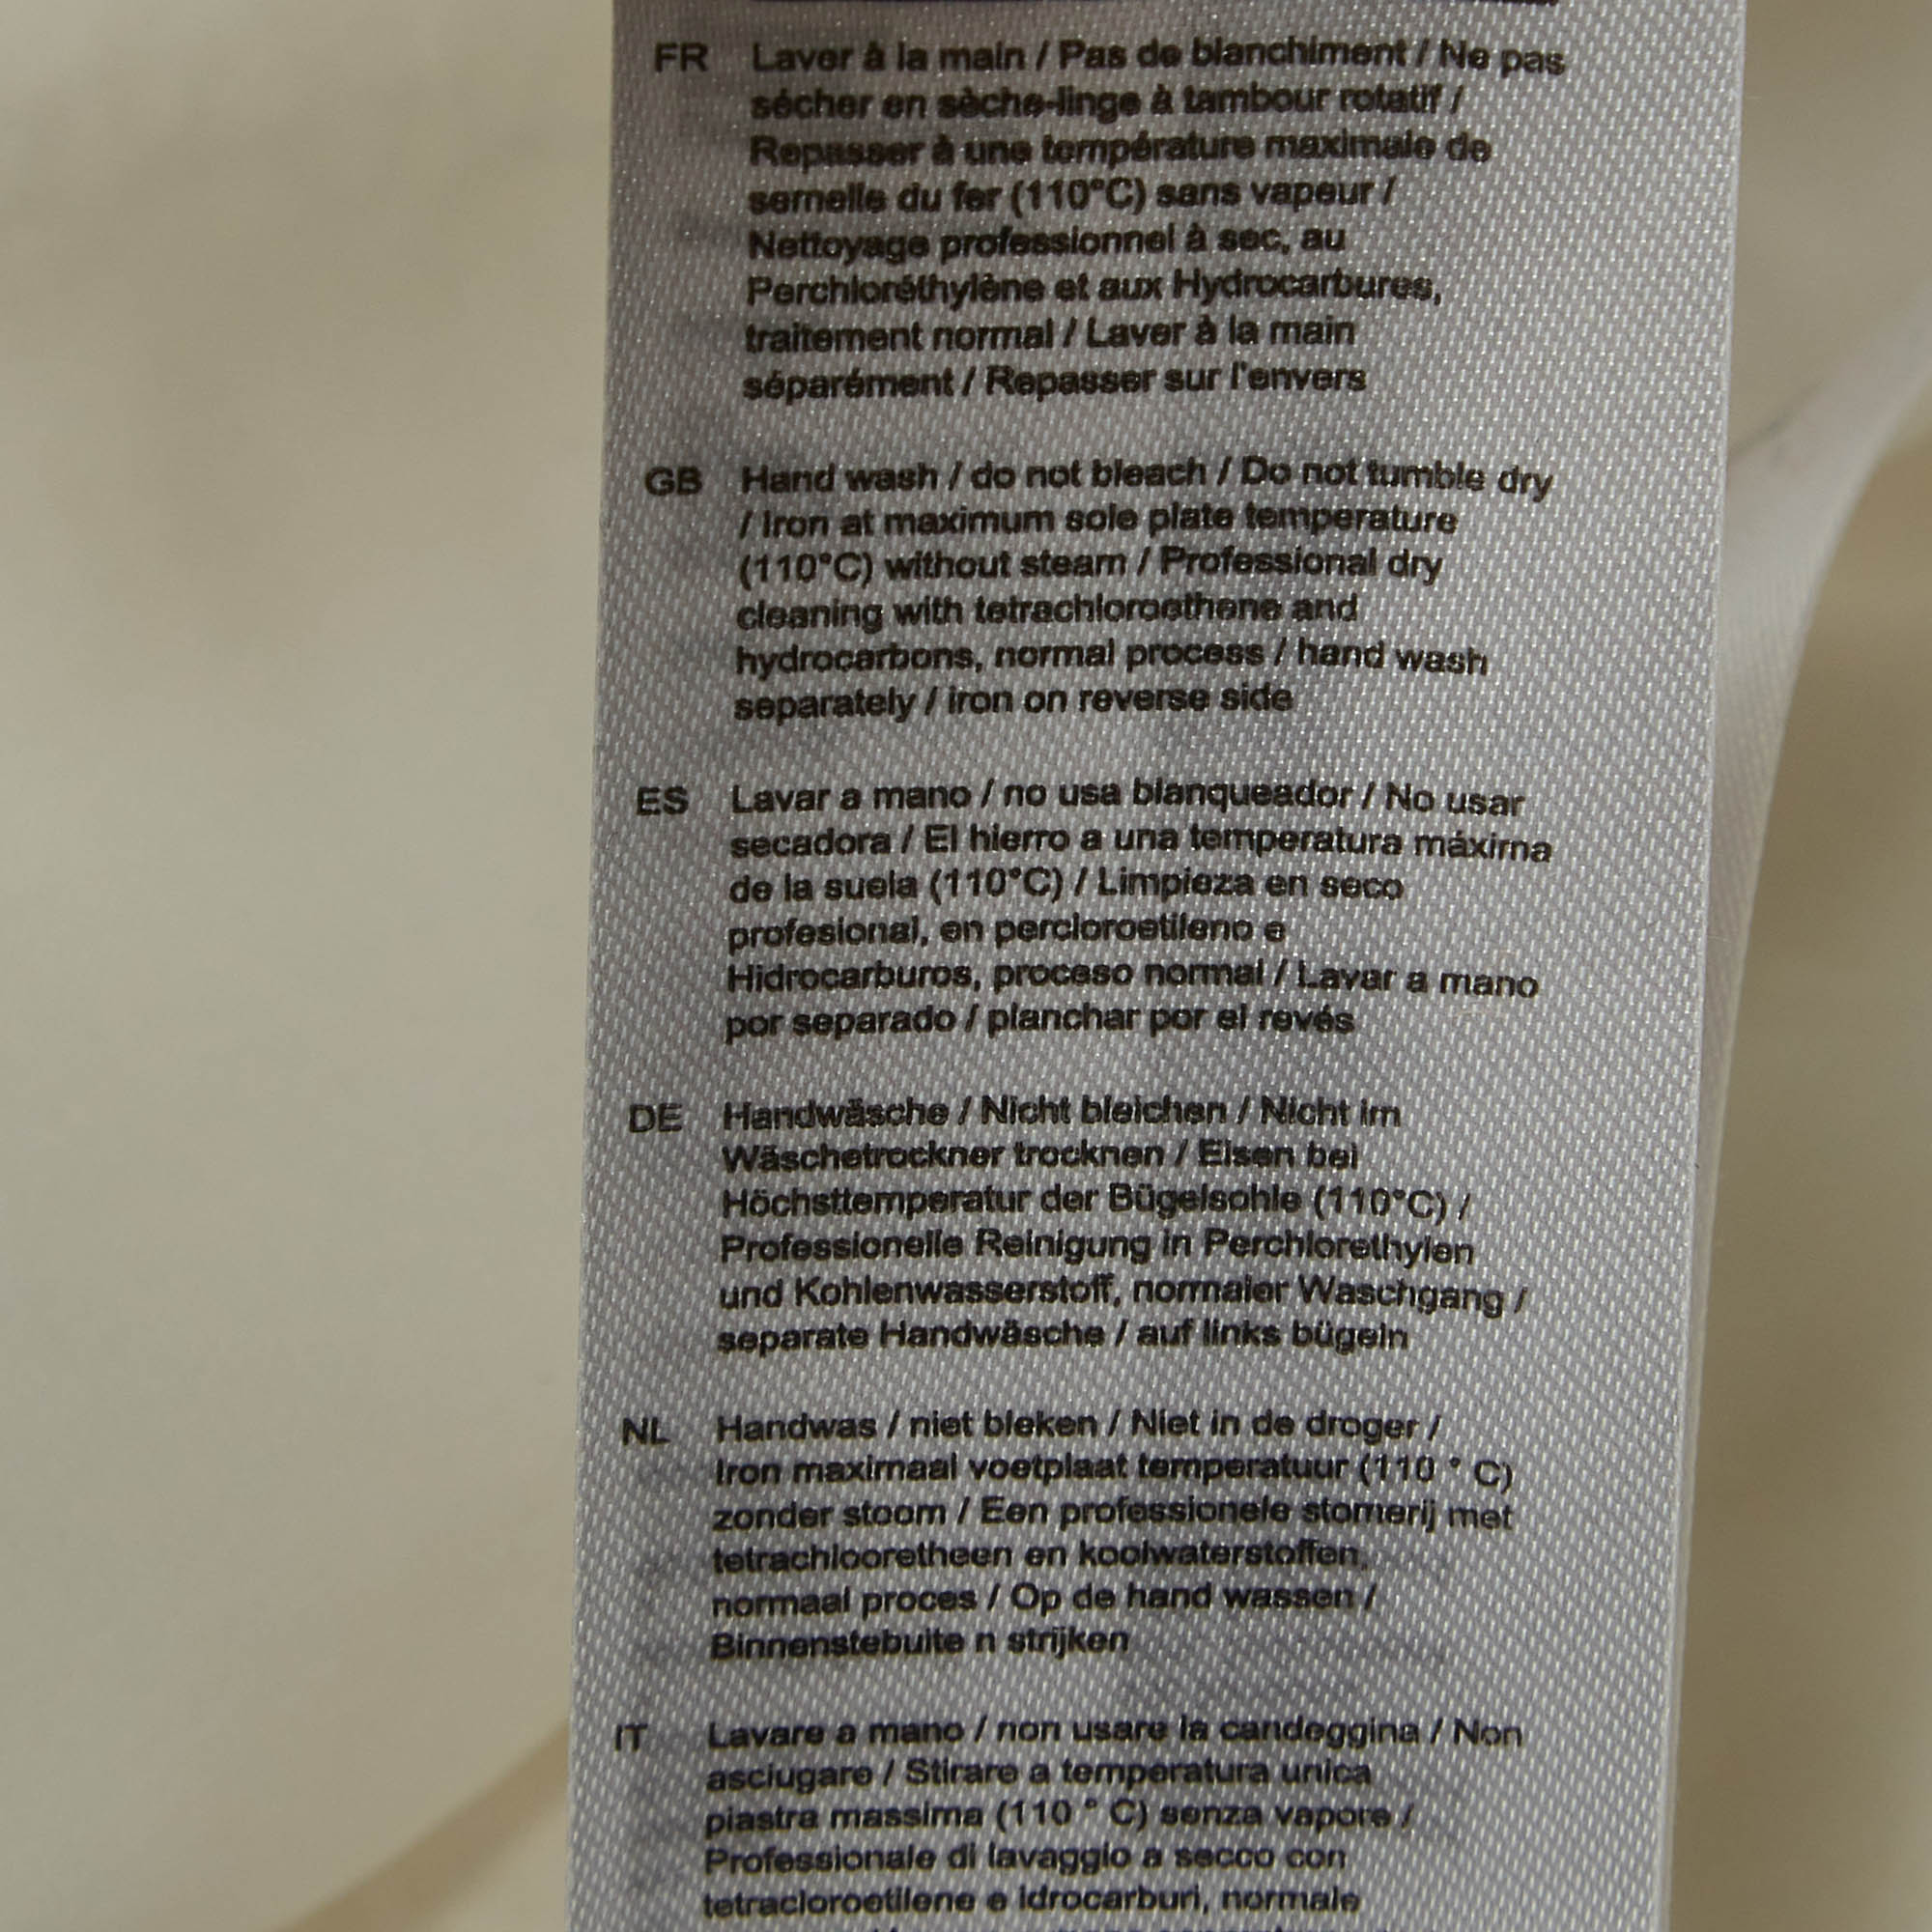 FR Laver à la main / Pas de blanchiment / Ne pas
sécher en sèche-linge à tambour rotatif /
Repasser à une température maximale de
semelle du fer (110°C) sans vapeur /
Nettoyage professionnel à sec, au
Perchloréthylène et aux Hydrocarbures,
traitement normal / Laver à la main
séparément / Repasser sur l'envers
GB Hand wash / do not bleach / Do not tumble dry
/ Iron at maximum sole plate temperature
(110°C) without steam / Professional dry
cleaning with tetrachloroethene and
hydrocarbons, normal process / hand wash
separately / iron on reverse side
ES Lavar a mano / no usa blanqueador / No usar
secadora / El hierro a una temperatura máxima
de la suela (110°C) / Limpieza en seco
profesional, en percloroetileno e
Hidrocarburos, proceso normal / Lavar a mano
por separado / planchar por el revés
DE Handwäsche / Nicht bleichen / Nicht im
Wäschetrockner trocknen / Eisen bei
Höchsttemperatur der Bügelsohle (110°C) /
Professionelle Reinigung in Perchlorethylen
und Kohlenwasserstoff, normaler Waschgang /
separate Handwäsche / auf links bügeln
NL Handwas / niet bleken / Niet in de droger /
Iron maximaal voetplaat temperatuur (110 ° C)
zonder stoom / Een professionele stomerij met
tetrachlooretheen en koolwaterstoffen,
normaal proces / Op de hand wassen /
Binnenstebuite n strijken
IT Lavare a mano / non usare la candeggina / Non
asciugare / Stirare a temperatura unica
piastra massima (110 ° C) senza vapore /
Professionale di lavaggio a secco con
tetracloroetilene e idrocarburi, normale